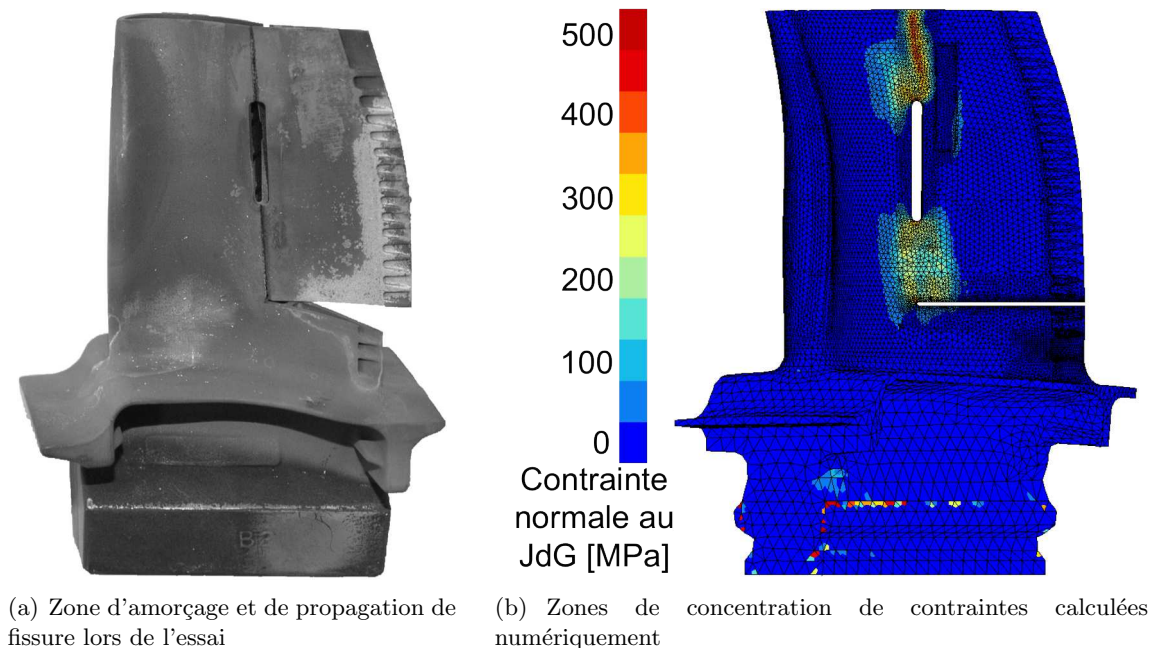 500
400
300
200
100
0
Contrainte
normale au
JdG [MPa]
(a) Zone d'amorçage et de propagation de
fissure lors de l'essai
(b) Zones de concentration de contraintes calculées
numériquement